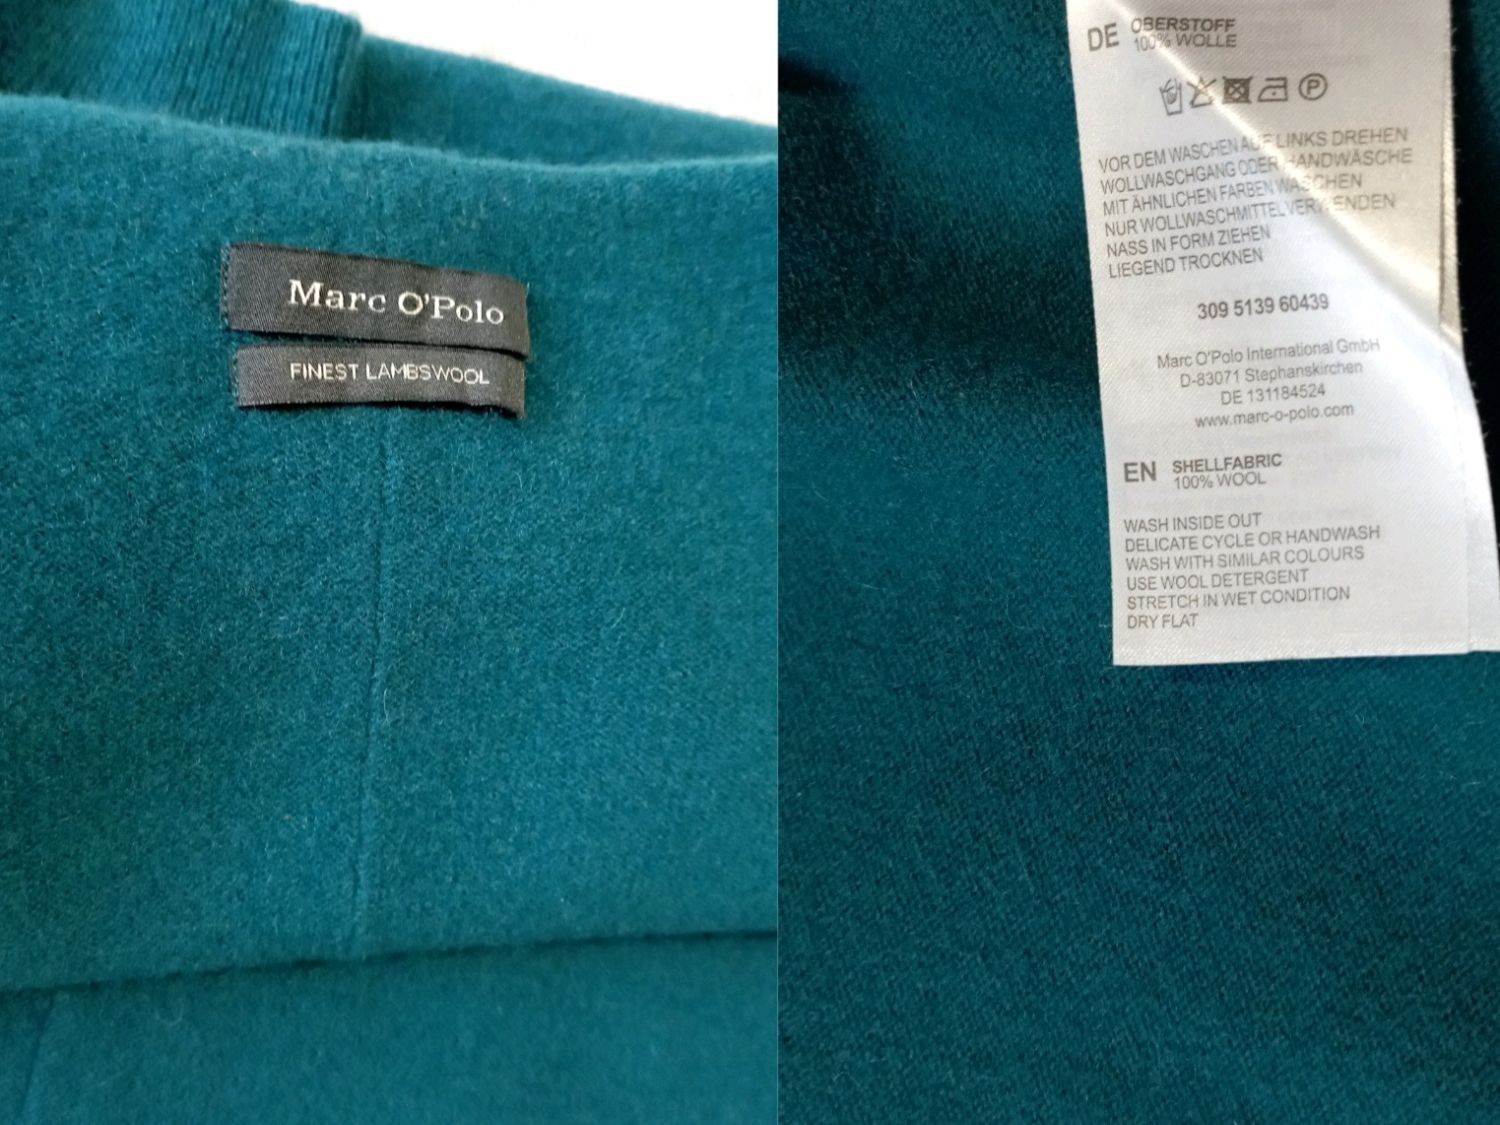 Marc O'Polo
FINEST LAMBSWOOL
DE OBERSTOFF
100% WOLLE
P
VOR DEM WASCHEN AUF LINKS DREHEN
WOLLWASCHGANG ODER HANDWÄSCHE
MIT ÄHNLICHEN FARBEN WASCHEN
NUR WOLLWASCHMITTEL VERWENDEN
NASS IN FORM ZIEHEN
LIEGEND TROCKNEN
309 5139 60439
Marc O'Polo International GmbH
D-83071 Stephanskirchen
DE 131184524
www.marc-o-polo.com
EN SHELLFABRIC
100% WOOL
WASH INSIDE OUT
DELICATE CYCLE OR HANDWASH
WASH WITH SIMILAR COLOURS
USE WOOL DETERGENT
STRETCH IN WET CONDITION
DRY FLAT